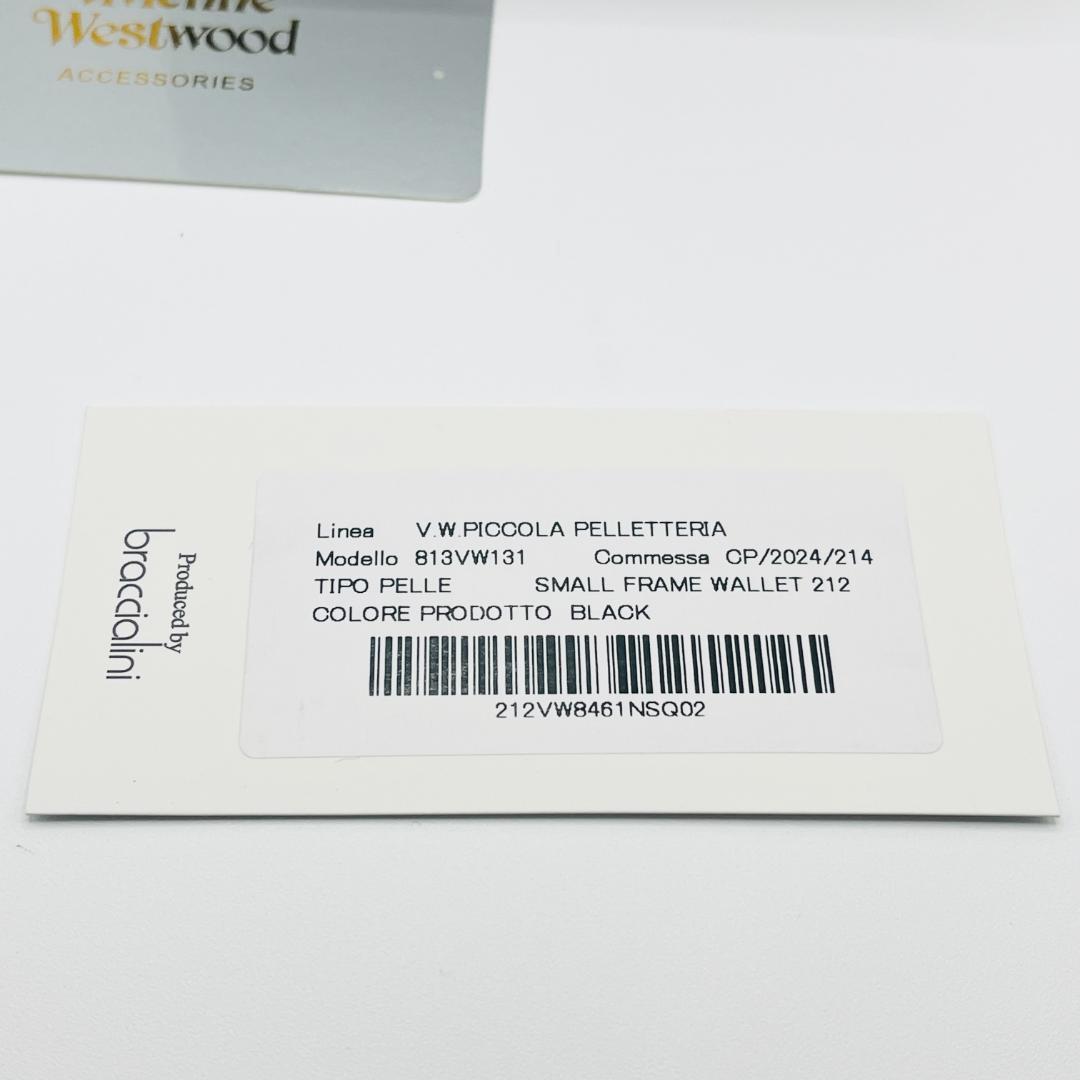 Vivienne
Westwood
ACCESSORIES
Linea V.W.PICCOLA PELLETTERIA
Modello 813VW131 Commessa CP/2024/214
TIPO PELLE SMALL FRAME WALLET 212
COLORE PRODOTTO BLACK
212VW8461NSQ02
Produced by
braccialini